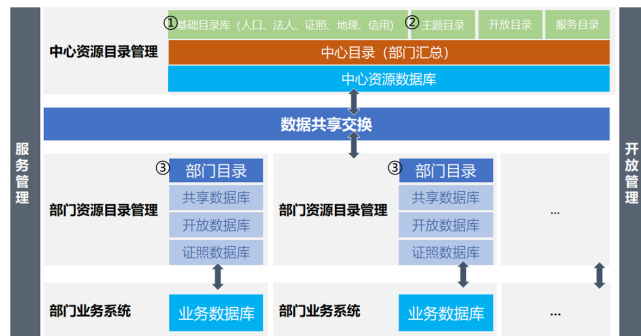 ①基础目录库（人口、法人、证照、地理、信用）
②主题目录
开放目录
服务目录
中心资源目录管理
中心目录（部门汇总）
中心资源数据库
数据共享交换
服务管理
开放管理
部门资源目录管理
③部门目录
共享数据库
开放数据库
证照数据库
部门资源目录管理
③部门目录
共享数据库
开放数据库
证照数据库
...
部门业务系统
业务数据库
部门业务系统
业务数据库
...